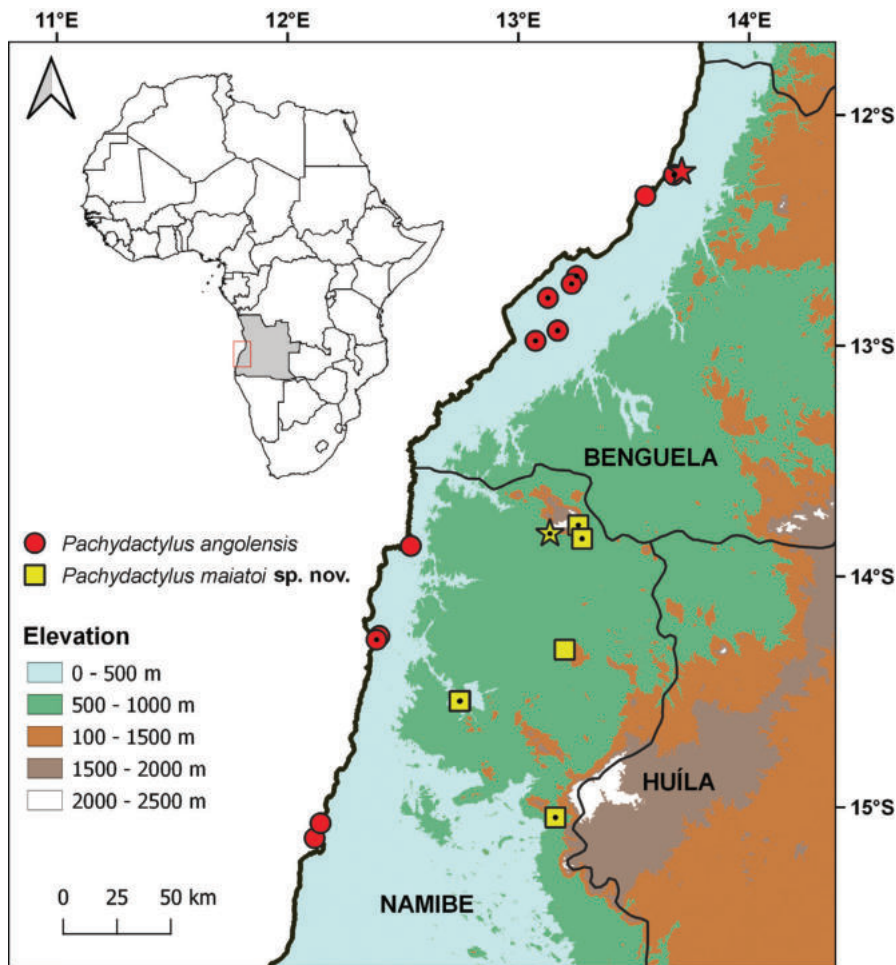 11°E 12°E 13°E 14°E
12°S
13°S
BENGUELA
Pachydactylus angolensis
Pachydactylus maiatoi sp. nov.
14°S
Elevation
0 - 500 m
500 - 1000 m
100 - 1500 m
1500 - 2000 m
2000 - 2500 m
HUÍLA
15°S
NAMIBE
0 25 50 km